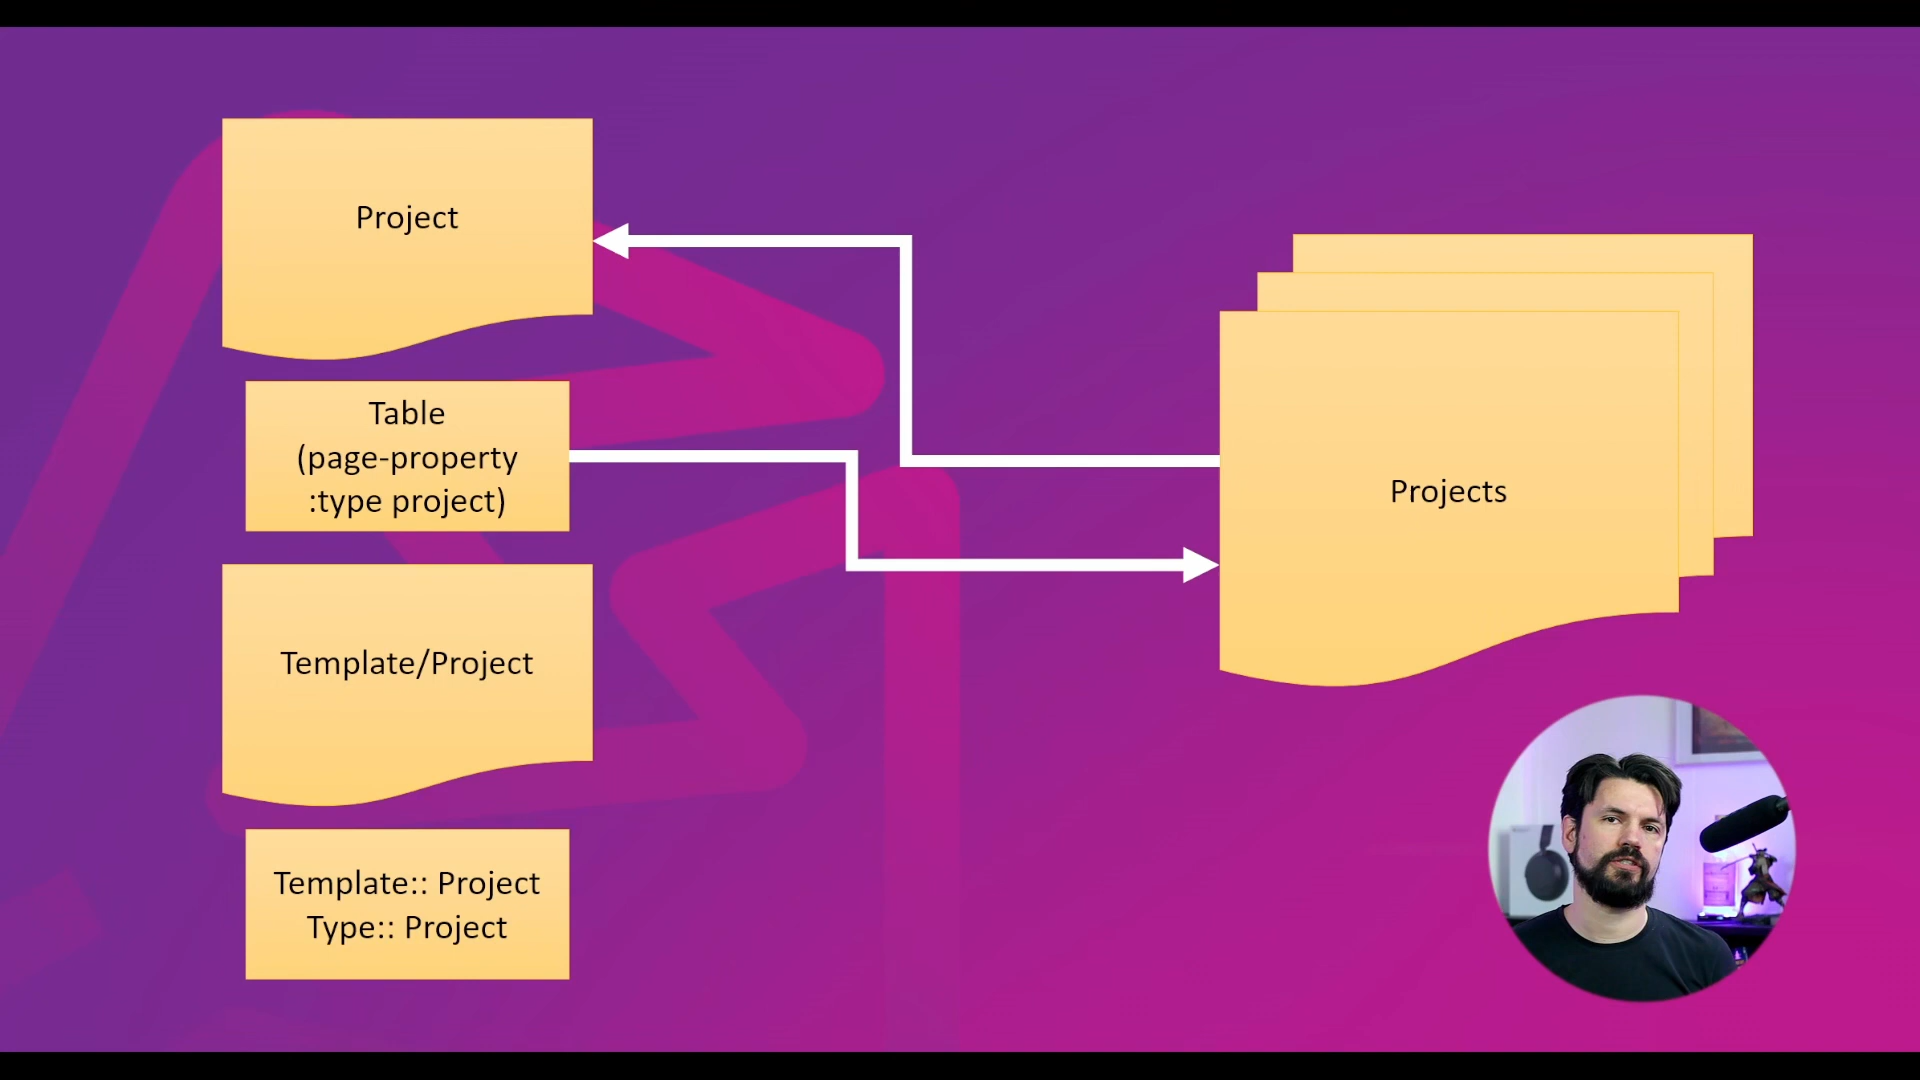 Project
Table
(page-property
:type project)
Template/Project
Template:: Project
Type:: Project
Projects